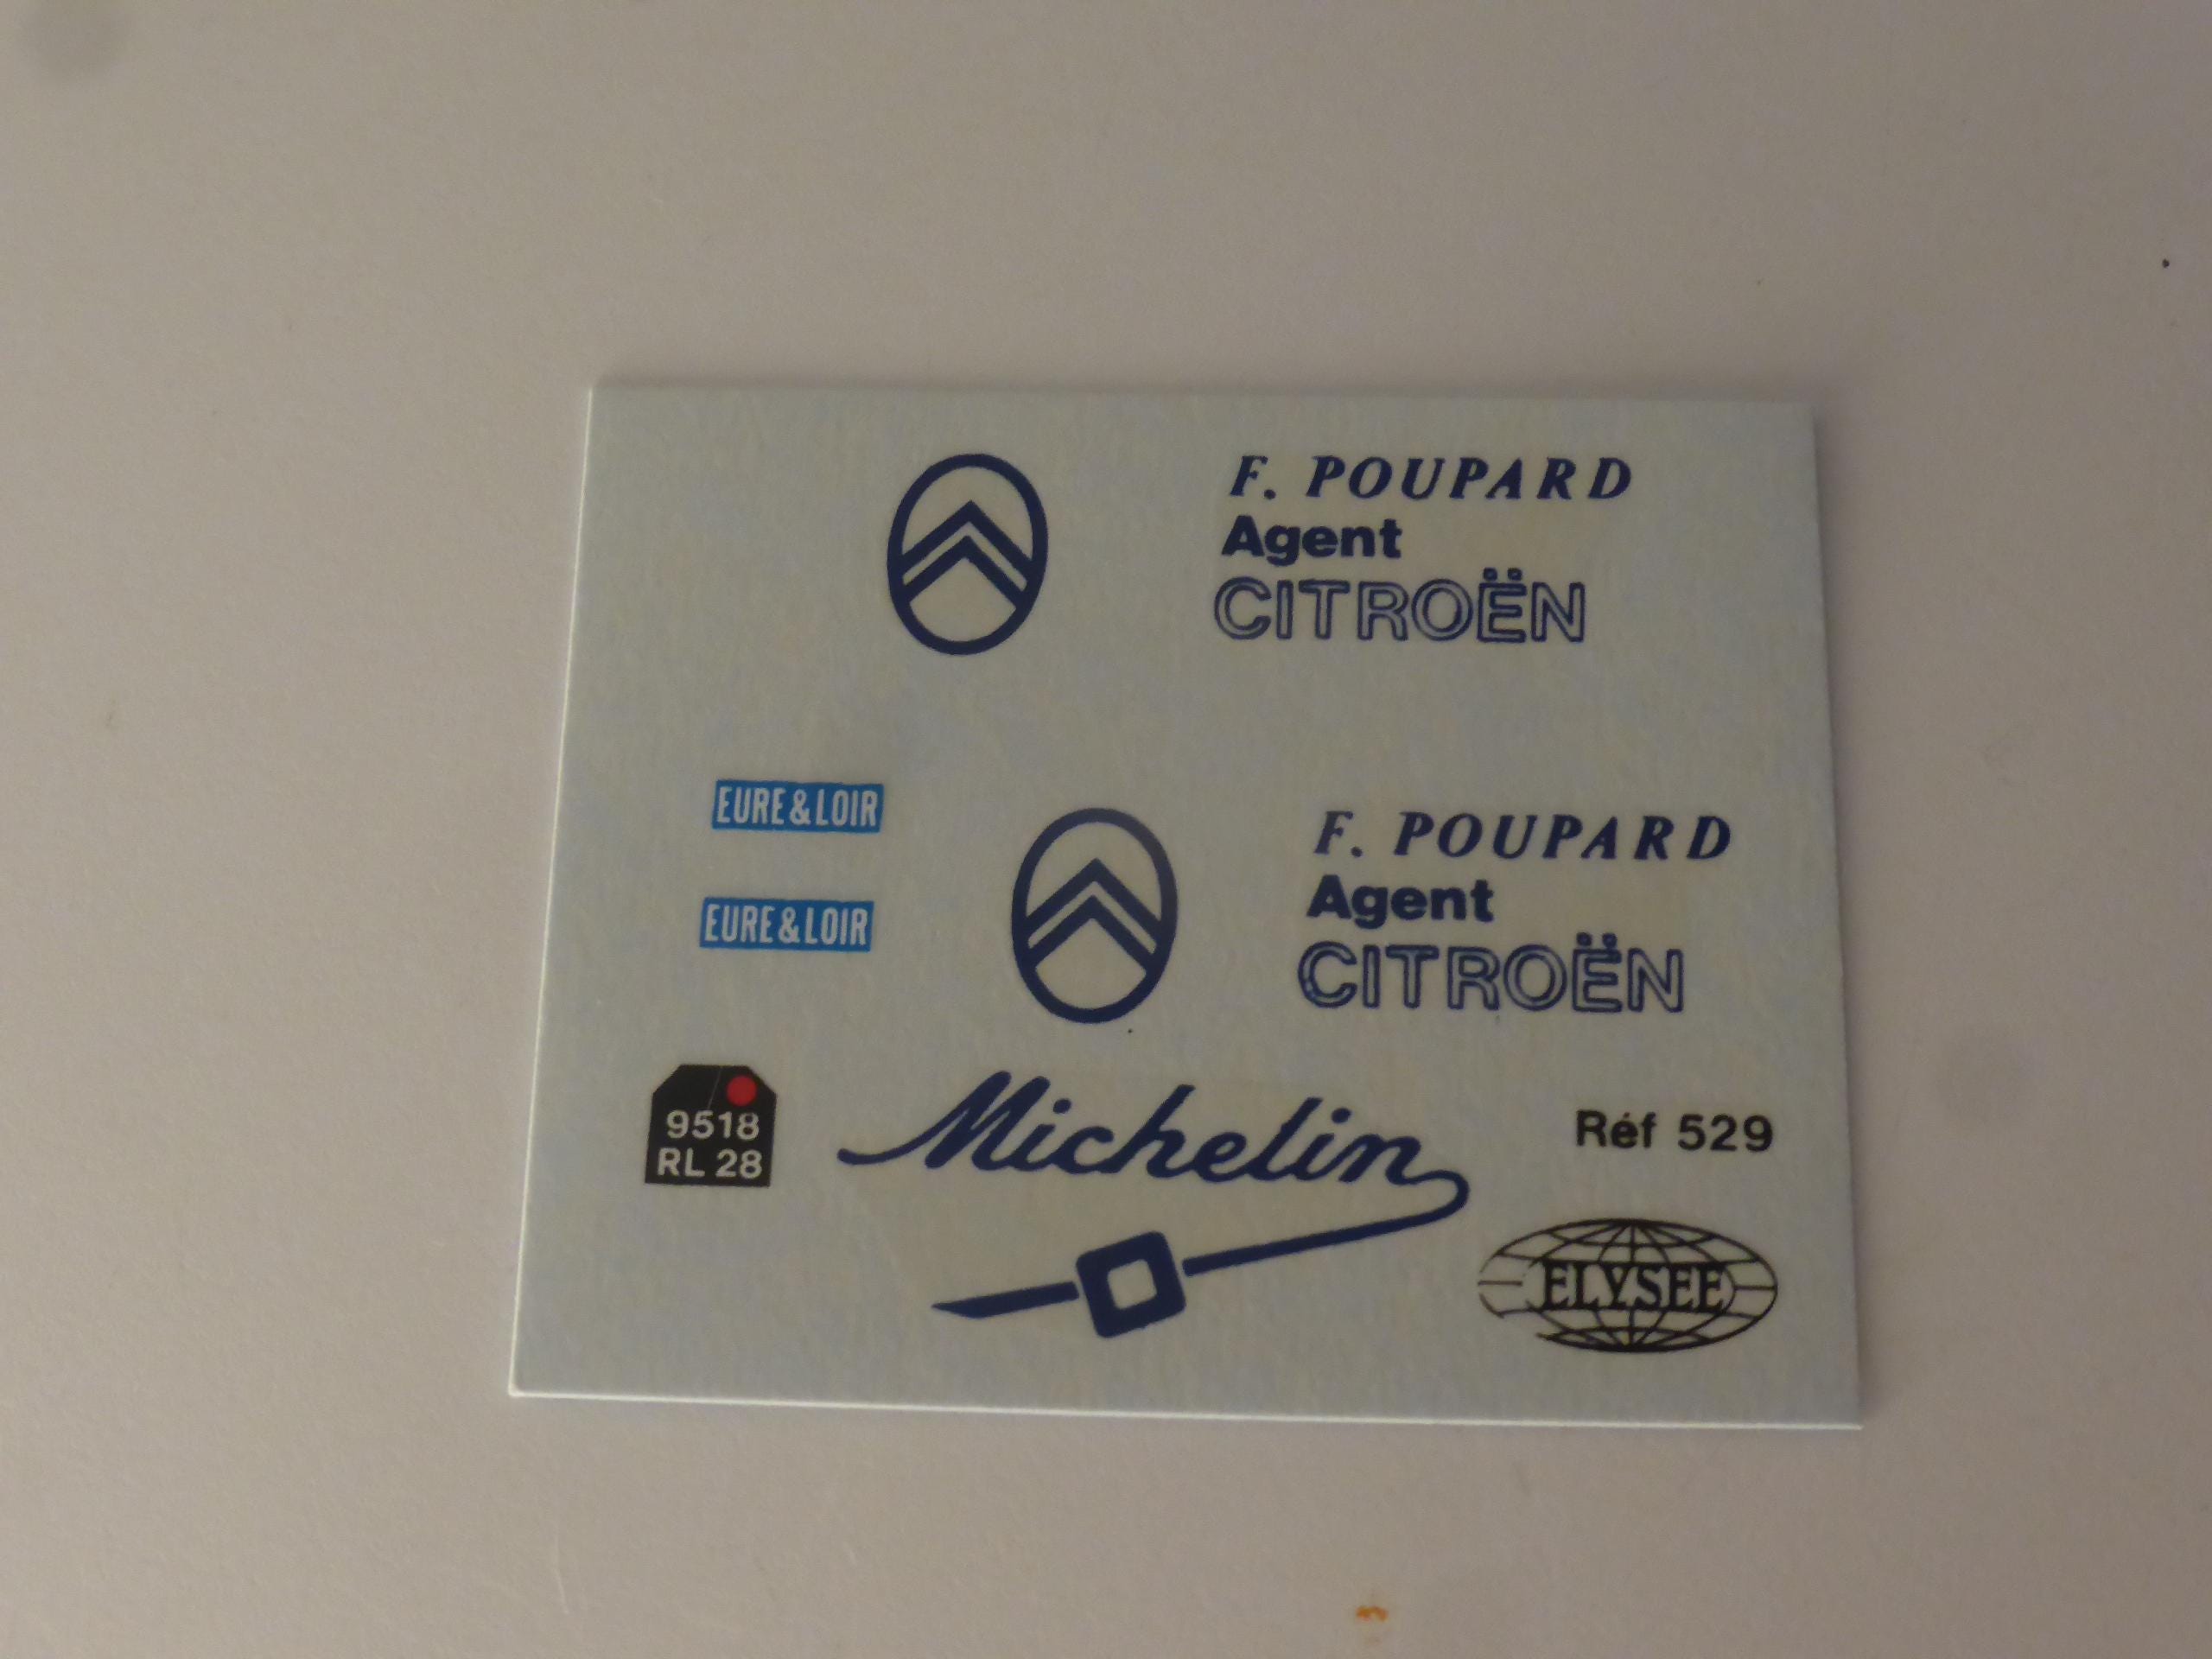 F. POUPARD
Agent
CITROËN
EURE&LOIR
EURE&LOIR
F. POUPARD
Agent
CITROËN
9518
RL 28
Michelin
Réf 529
ELYSEE